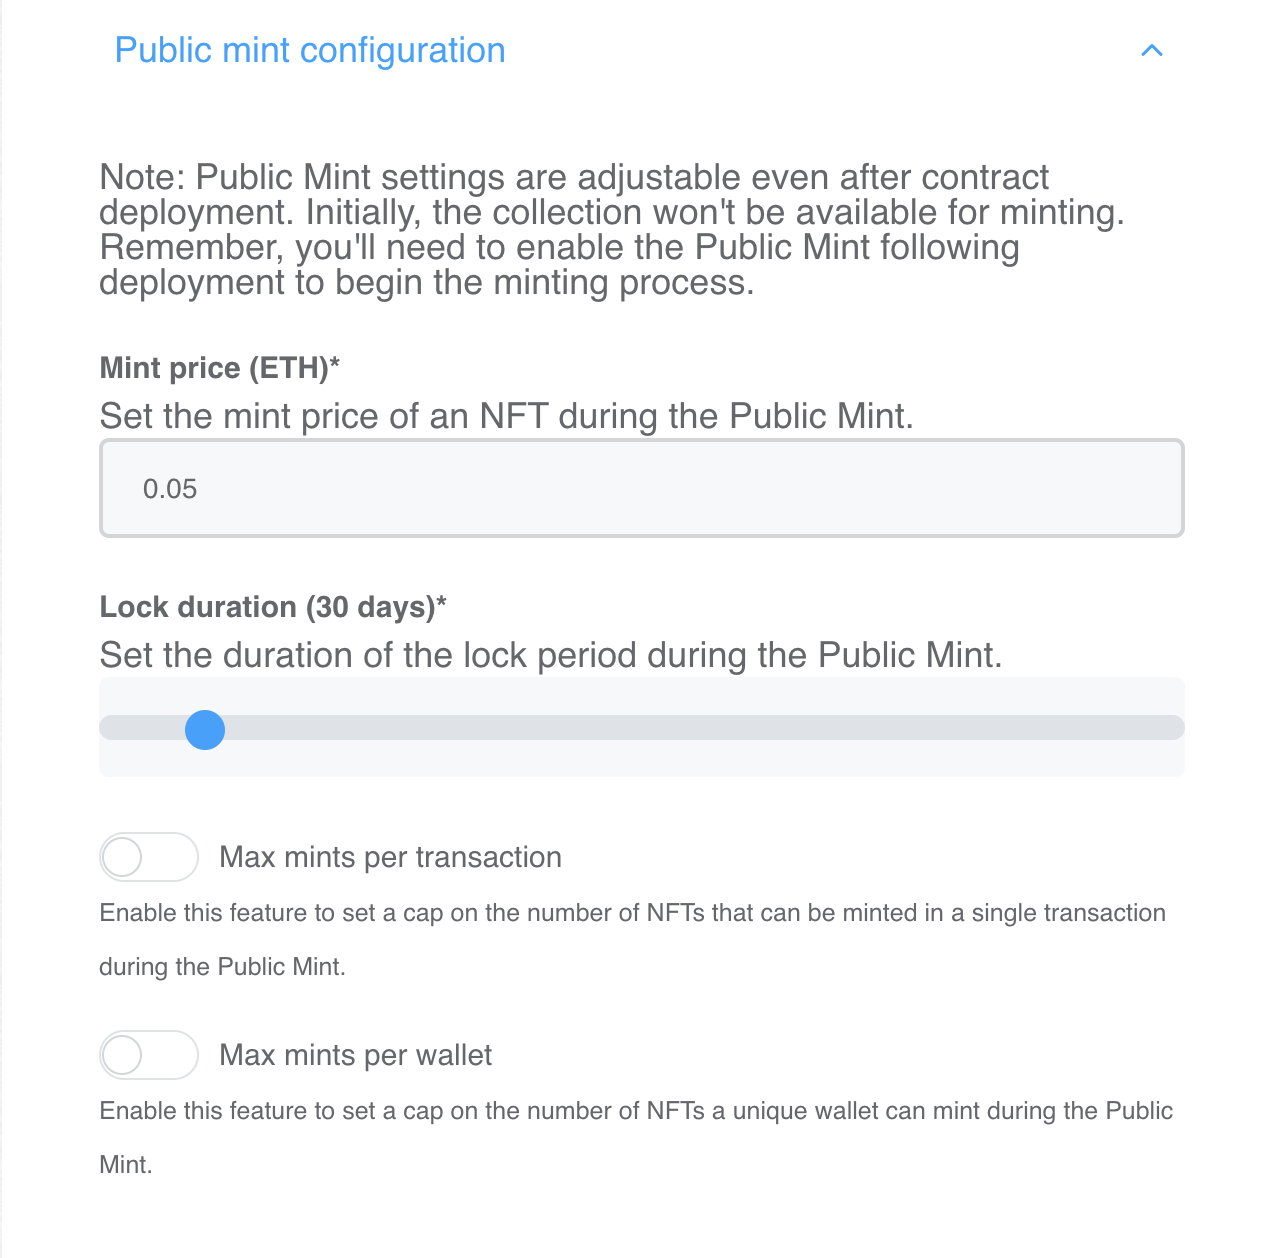 Public mint configuration
Note: Public Mint settings are adjustable even after contract
deployment. Initially, the collection won't be available for minting.
Remember, you'll need to enable the Public Mint following
deployment to begin the minting process.
Mint price (ETH)*
Set the mint price of an NFT during the Public Mint.
0.05
Lock duration (30 days)*
Set the duration of the lock period during the Public Mint.
Max mints per transaction
Enable this feature to set a cap on the number of NFTs that can be minted in a single transaction
during the Public Mint.
Max mints per wallet
Enable this feature to set a cap on the number of NFTs a unique wallet can mint during the Public
Mint.